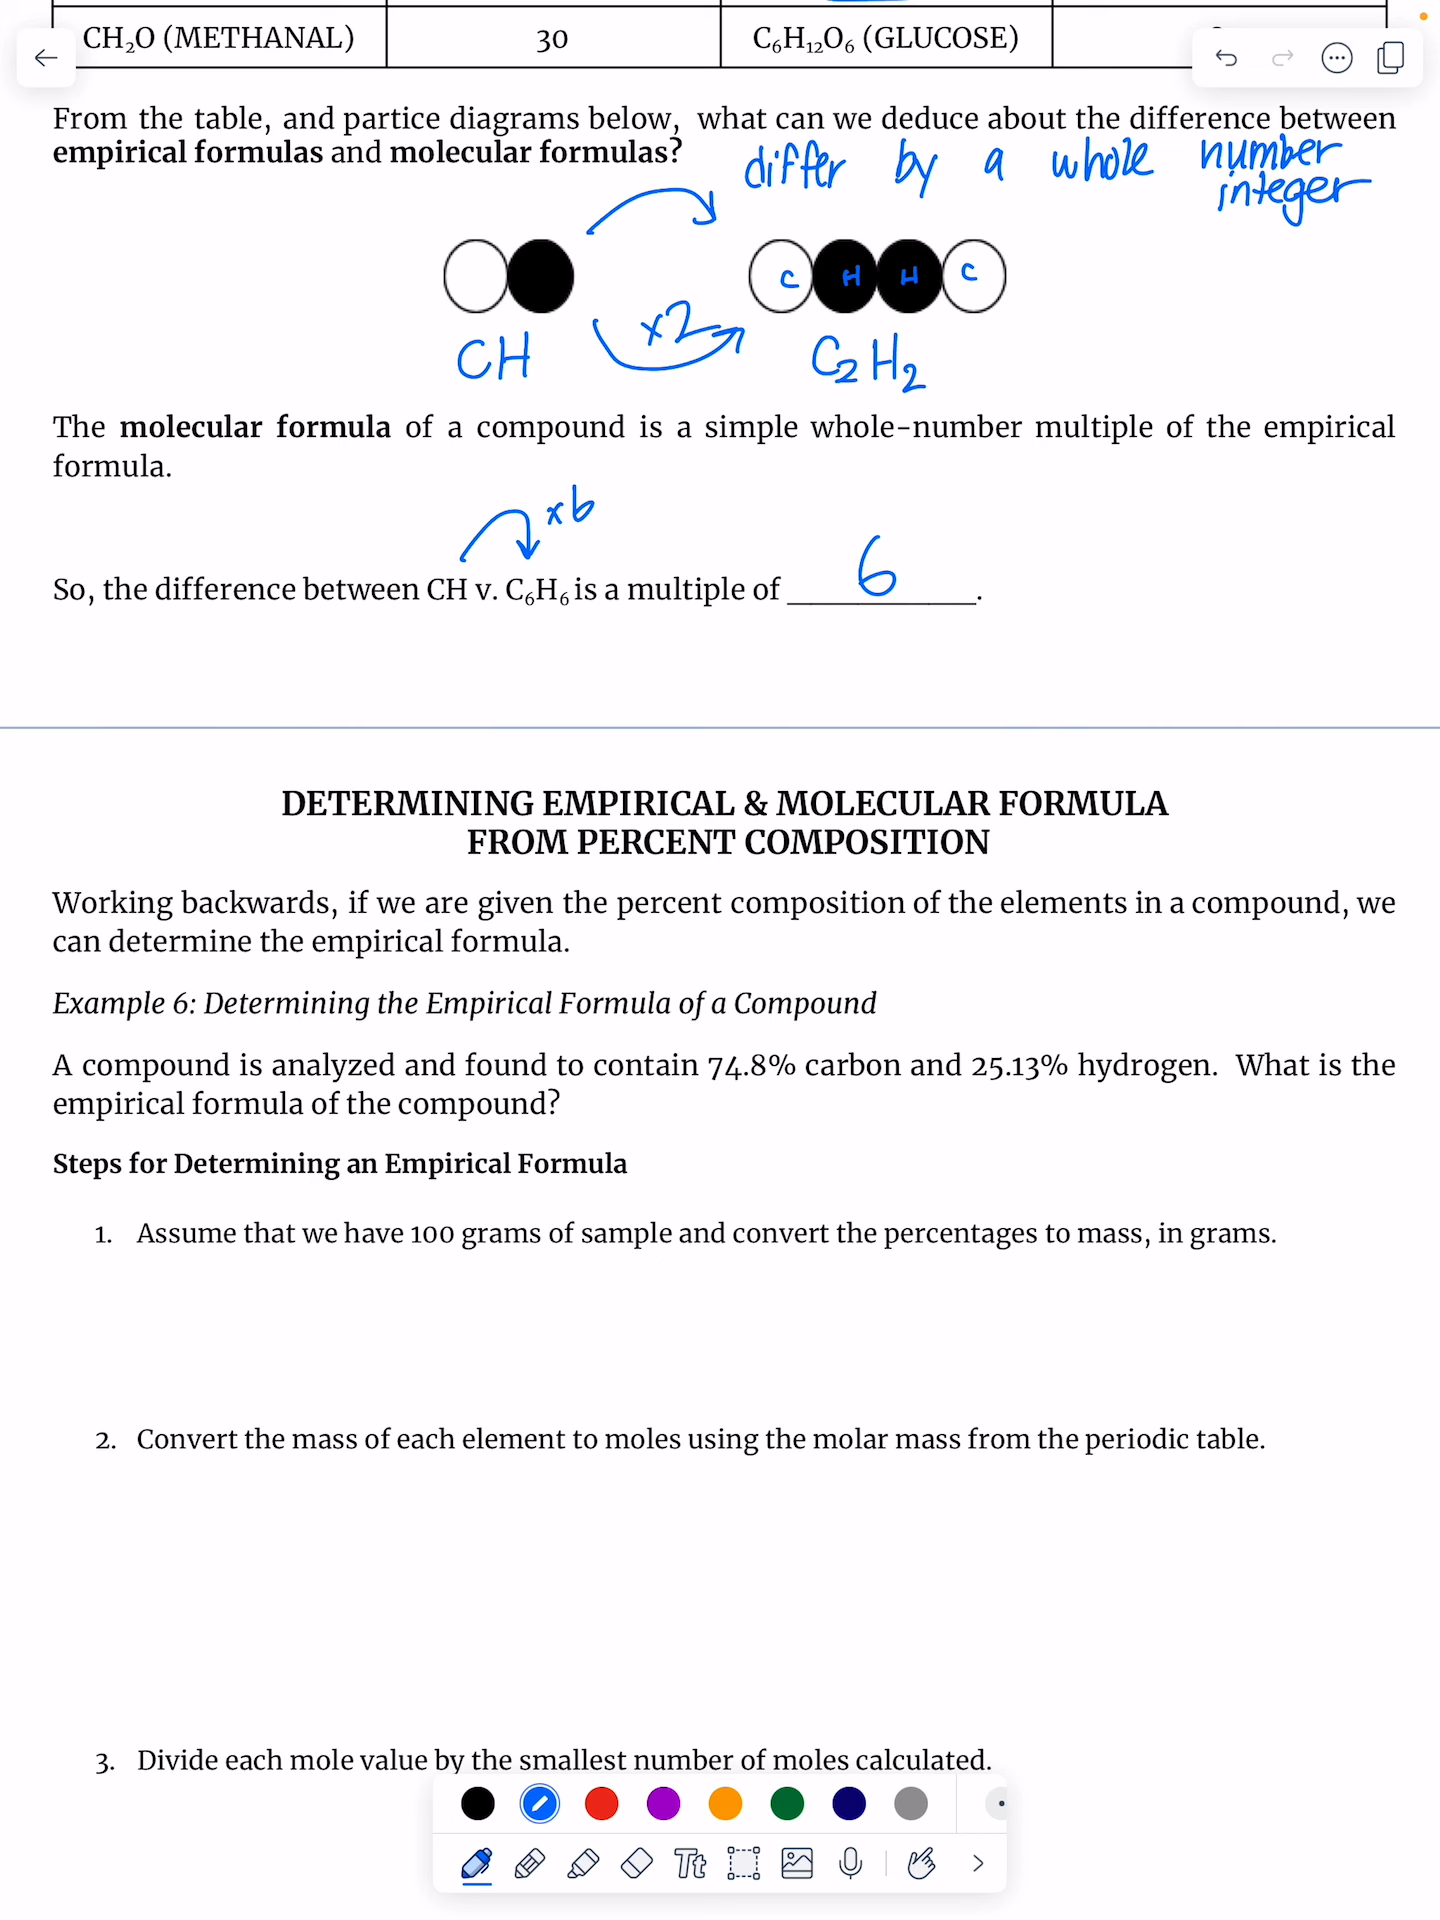 CH₂O (METHANAL) 30 C₆H₁₂O₆ (GLUCOSE)
From the table, and partice diagrams below, what can we deduce about the difference between
empirical formulas and molecular formulas?
differ by a whole number
integer
C H H C
x2
CH C₂H₂
The molecular formula of a compound is a simple whole-number multiple of the empirical
formula.
x6
So, the difference between CH v. C₆H₆ is a multiple of 6.
DETERMINING EMPIRICAL & MOLECULAR FORMULA
FROM PERCENT COMPOSITION
Working backwards, if we are given the percent composition of the elements in a compound, we
can determine the empirical formula.
Example 6: Determining the Empirical Formula of a Compound
A compound is analyzed and found to contain 74.8% carbon and 25.13% hydrogen. What is the
empirical formula of the compound?
Steps for Determining an Empirical Formula
1. Assume that we have 100 grams of sample and convert the percentages to mass, in grams.
2. Convert the mass of each element to moles using the molar mass from the periodic table.
3. Divide each mole value by the smallest number of moles calculated.
Tt